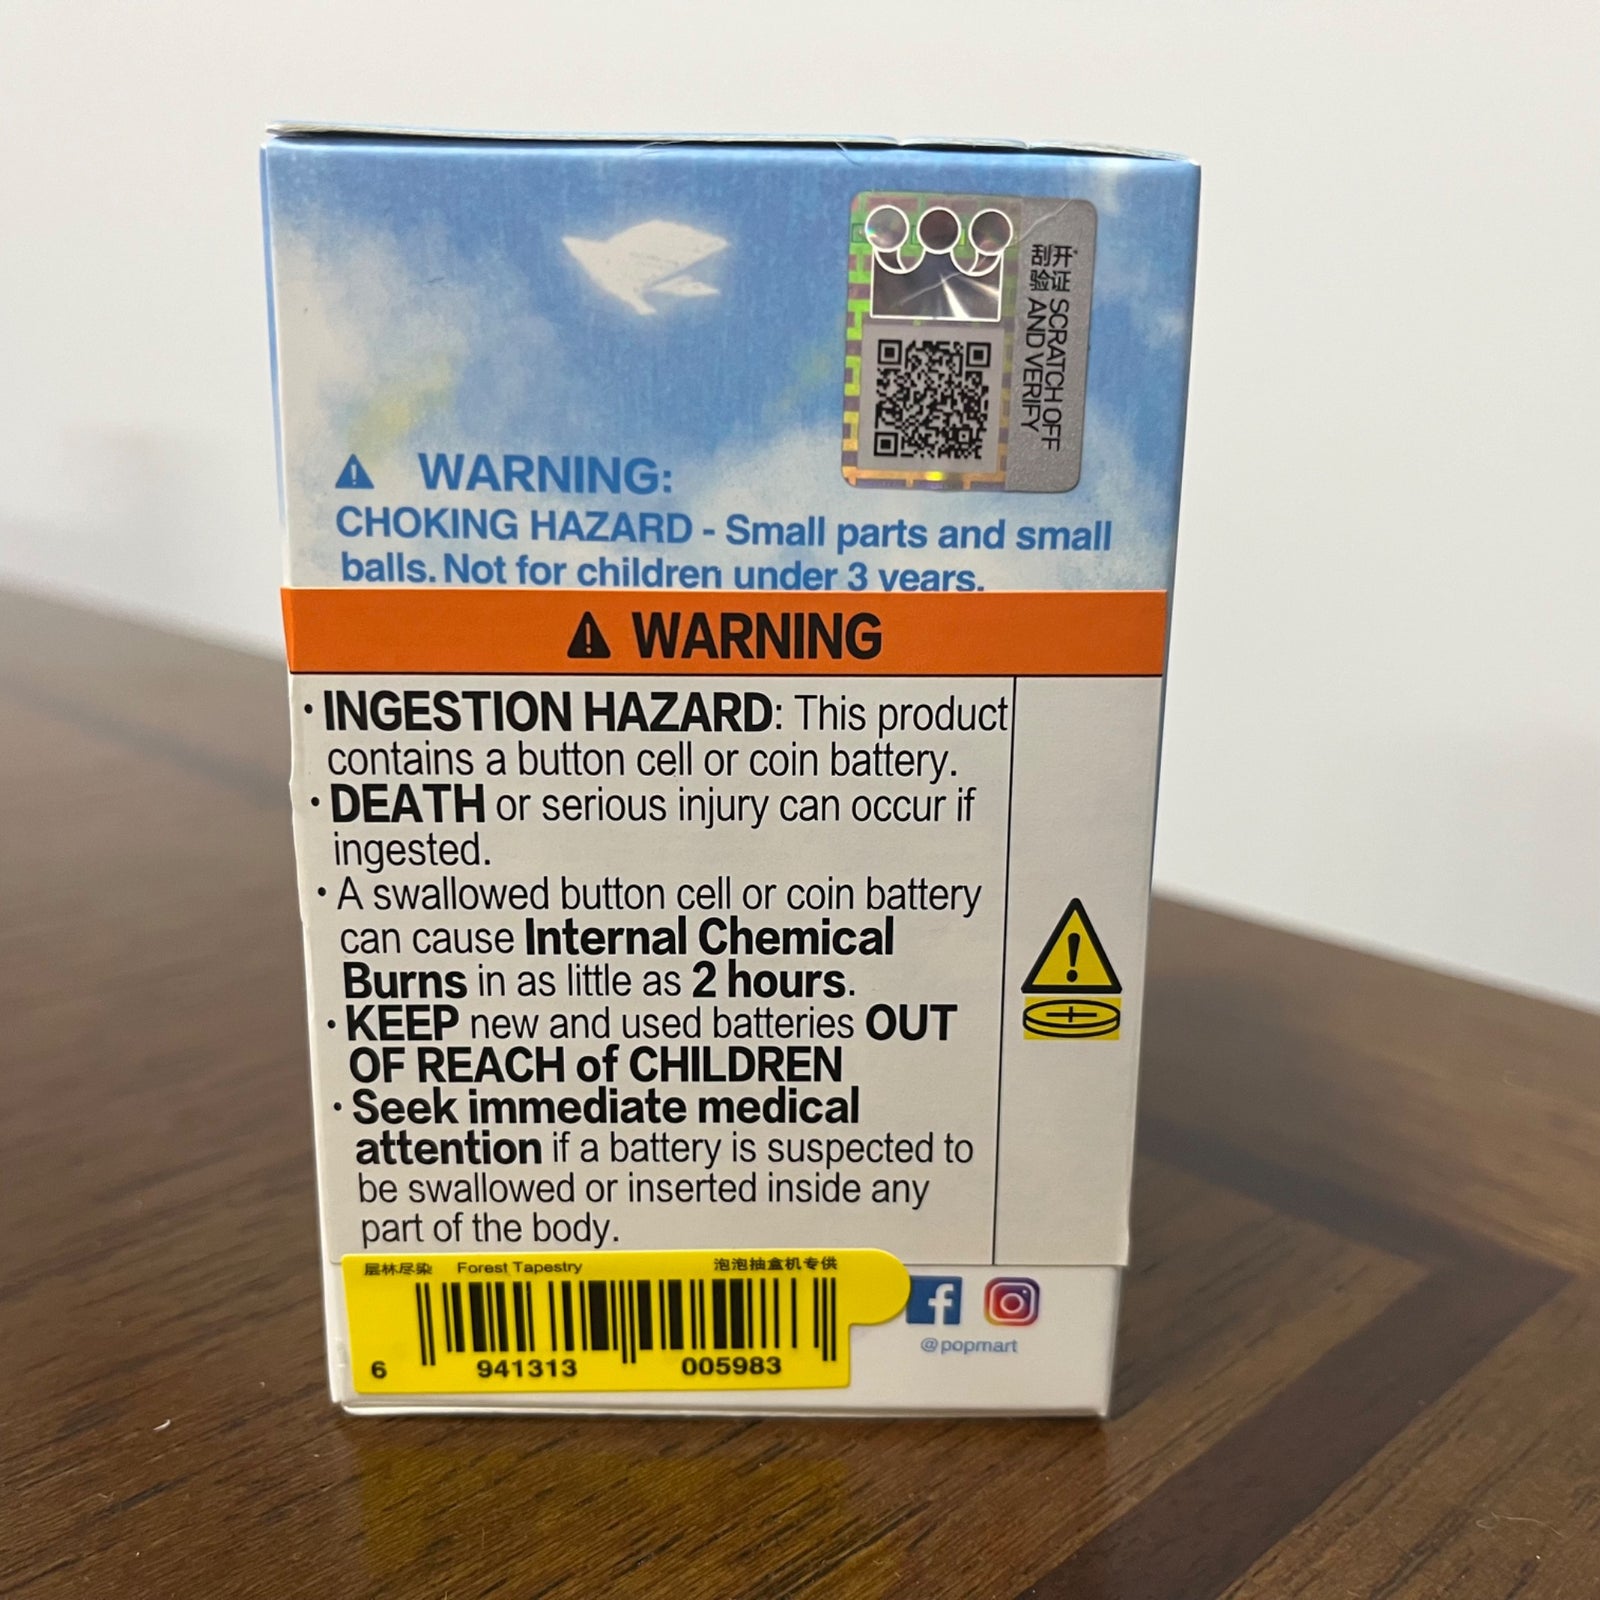 开
刮
证
验
SCRATCH OFF
AND VERIFY
WARNING:
CHOKING HAZARD - Small parts and small
balls. Not for children under 3 years.
WARNING
· INGESTION HAZARD: This product
contains a button cell or coin battery.
· DEATH or serious injury can occur if
ingested.
· A swallowed button cell or coin battery
can cause Internal Chemical
Burns in as little as 2 hours.
· KEEP new and used batteries OUT
OF REACH of CHILDREN
· Seek immediate medical
attention if a battery is suspected to
be swallowed or inserted inside any
part of the body.
层林尽染 Forest Tapestry 泡泡抽盒机专供
6 941313 005983
@popmart